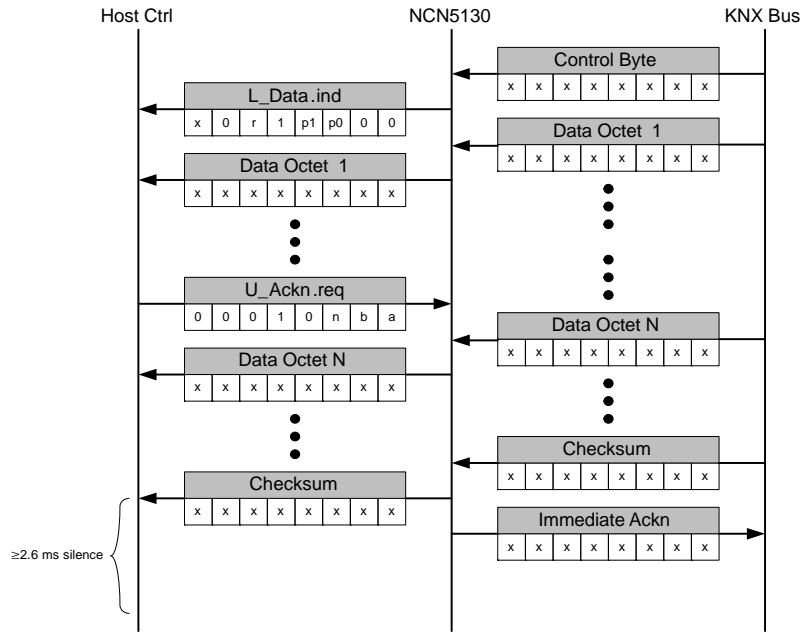 Host Ctrl NCN5130 KNX Bus
Control Byte
x x x x x x x x
L_Data.ind
x 0 r 1 p1 p0 0 0
Data Octet 1
x x x x x x x x
Data Octet 1
x x x x x x x x
U_Ackn.req
0 0 0 1 0 n b a
Data Octet N
x x x x x x x x
Data Octet N
x x x x x x x x
Checksum
x x x x x x x x
Checksum
x x x x x x x x
Immediate Ackn
x x x x x x x x
≥2.6 ms silence